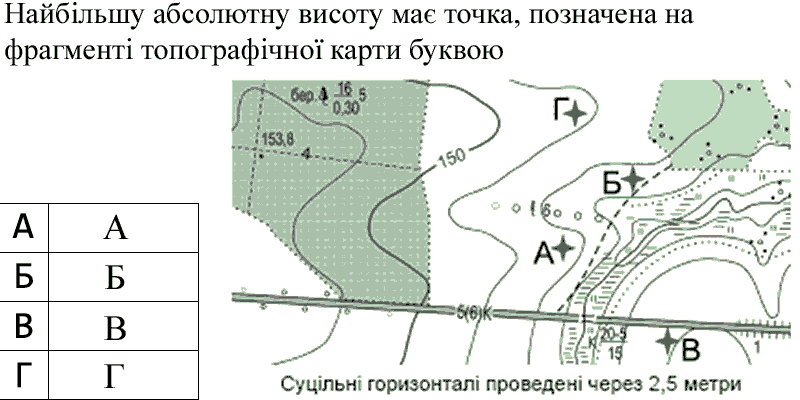 Найбільшу абсолютну висоту має точка, позначена на
фрагменті топографічної карти буквою
бер. 16 5
0,30
153,8
4
150
Г
Б
А
5(6)К
20-5
К 15
В
1
А А
Б Б
В В
Г Г
Суцільні горизонталі проведені через 2,5 метри